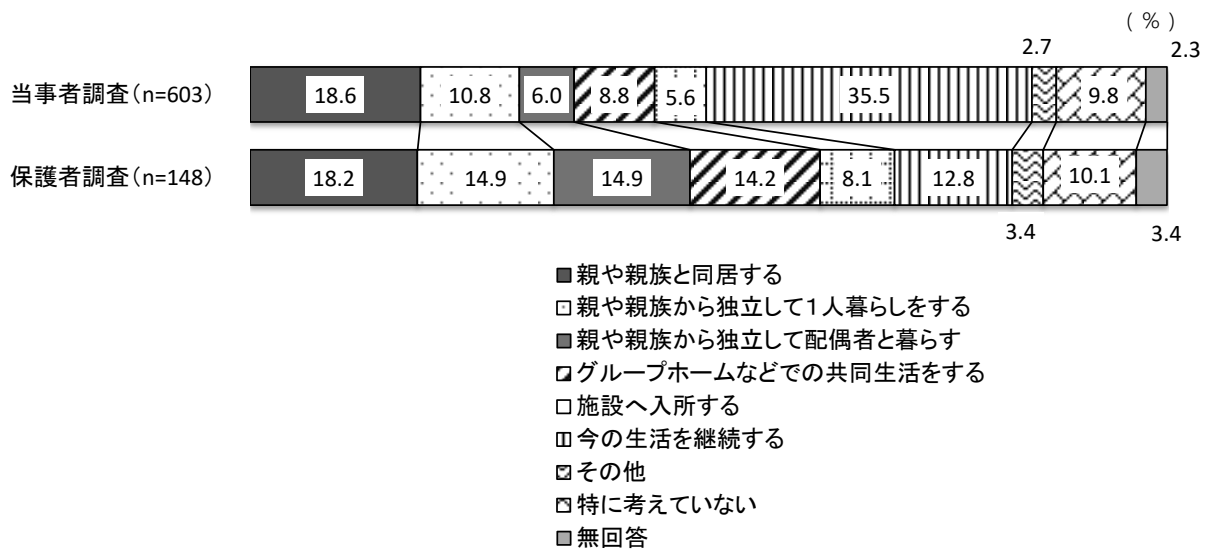 (%)
2.7
2.3
当事者調査(n=603)
18.6 10.8 6.0 8.8 5.6 35.5 9.8
保護者調査(n=148)
18.2 14.9 14.9 14.2 8.1 12.8 10.1
3.4
3.4
親や親族と同居する
親や親族から独立して1人暮らしをする
親や親族から独立して配偶者と暮らす
グループホームなどでの共同生活をする
施設へ入所する
今の生活を継続する
その他
特に考えていない
無回答